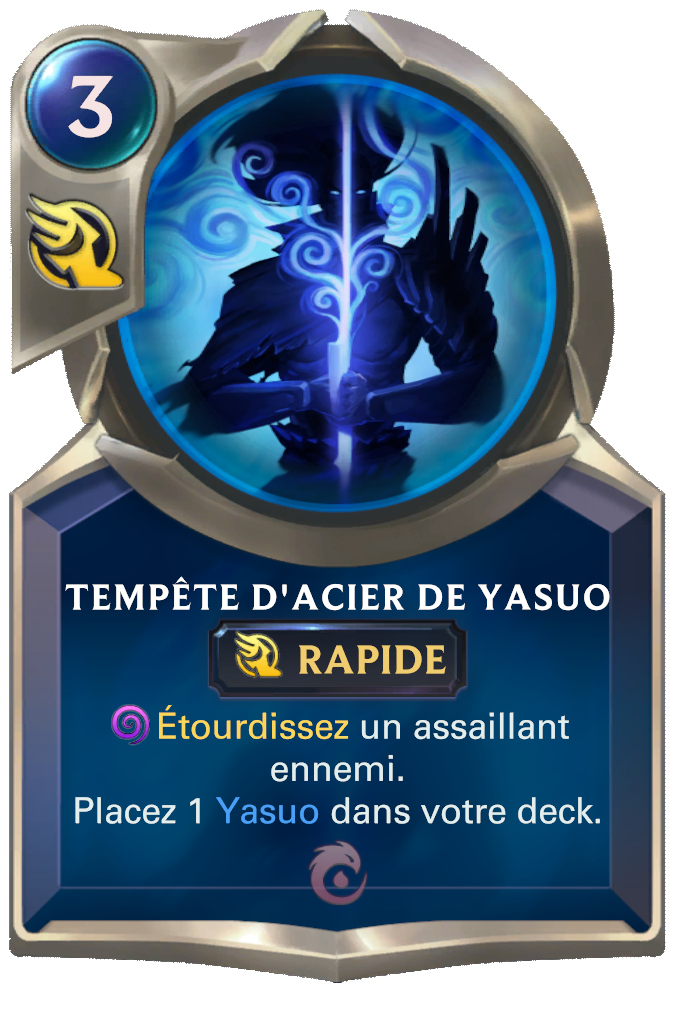 3
TEMPÊTE D'ACIER DE YASUO
RAPIDE
Étourdissez un assaillant
ennemi.
Placez 1 Yasuo dans votre deck.